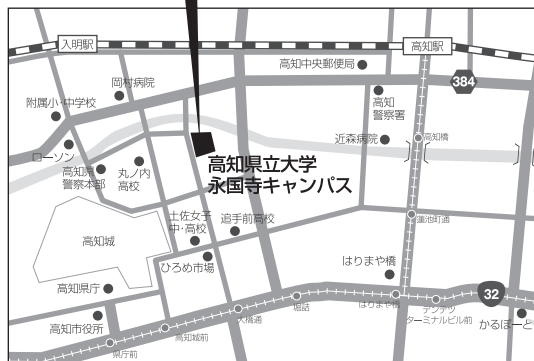 入明駅
高知駅
高知中央郵便局
384
岡村病院
附属小・中学校
高知
警察署
近森病院
高知橋
ローソン
高知県
警察本部
丸ノ内
高校
高知県立大学
永国寺キャンパス
土佐女子
中・高校
追手前高校
蓮池町通
高知城
ひろめ市場
はりまや橋
高知県庁
32
堀詰
はりまや橋
デンテツ
ターミナルビル前
かるぽーと
高知市役所
大橋通
高知城前
県庁前